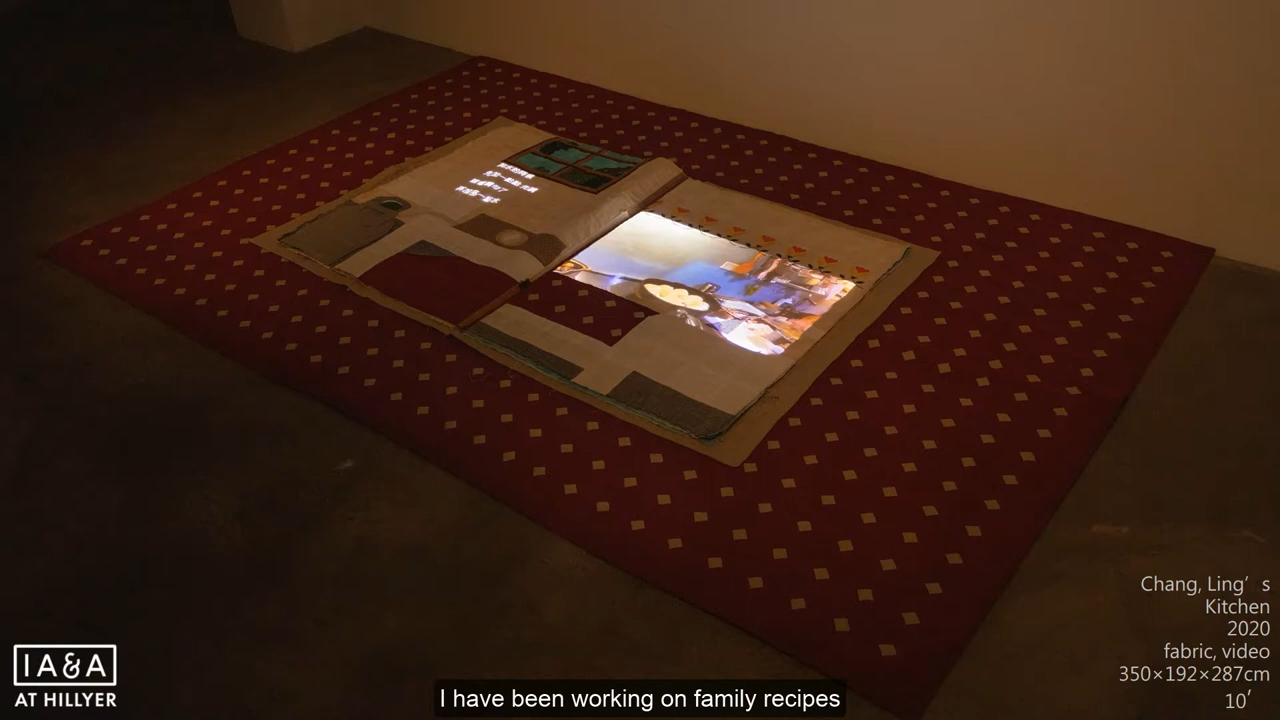 Chang, Ling’s
Kitchen
2020
fabric, video
350×192×287cm
10′
IA&A
AT HILLYER
I have been working on family recipes